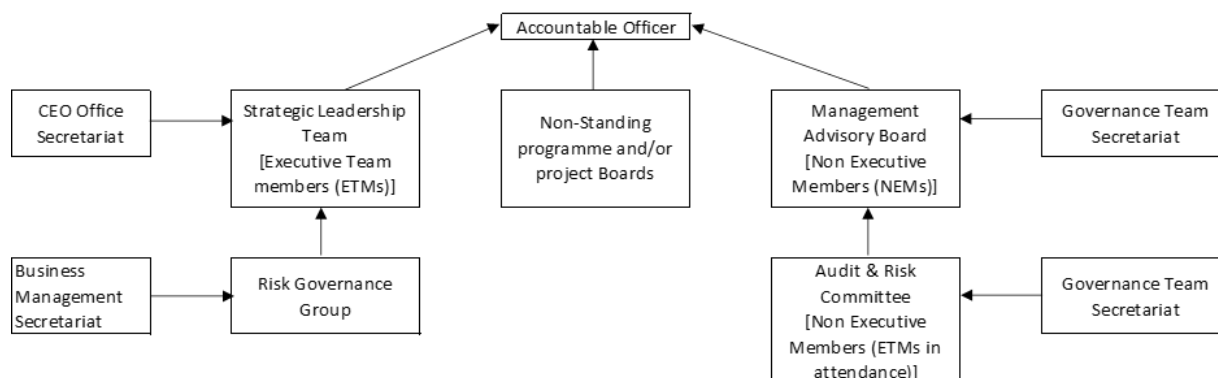 Accountable Officer
CEO Office
Secretariat
Strategic Leadership
Team
[Executive Team
members (ETMs)]
Non-Standing
programme and/or
project Boards
Management
Advisory Board
[Non Executive
Members (NEMs)]
Governance Team
Secretariat
Business
Management
Secretariat
Risk Governance
Group
Audit & Risk
Committee
[Non Executive
Members (ETMs in
attendance)]
Governance Team
Secretariat